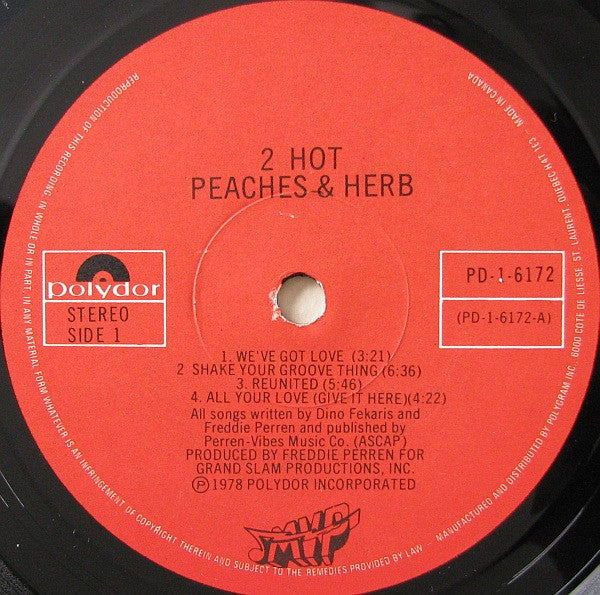 2 HOT
PEACHES & HERB
polydor
STEREO
SIDE 1
PD-1-6172
(PD-1-6172-A)
1. WE'VE GOT LOVE (3:21)
2 SHAKE YOUR GROOVE THING (6:36)
3. REUNITED (5:46)
4. ALL YOUR LOVE (GIVE IT HERE)(4:22)
All songs written by Dino Fekaris and
Freddie Perren and published by
Perren-Vibes Music Co. (ASCAP)
PRODUCED BY FREDDIE PERREN FOR
GRAND SLAM PRODUCTIONS, INC.
Ⓟ 1978 POLYDOR INCORPORATED
MVP
REPRODUCTION OF THIS RECORDING, IN WHOLE OR IN PART, IN ANY MATERIAL FORM WHATEVER IS AN INFRINGEMENT OF COPYRIGHT THEREIN AND SUBJECT TO THE REMEDIES PROVIDED BY LAW - MANUFACTURED AND DISTRIBUTED BY POLYGRAM INC. 6000 COTE DE LIESSE, ST. LAURENT, QUEBEC H4T 1E3 MADE IN CANADA